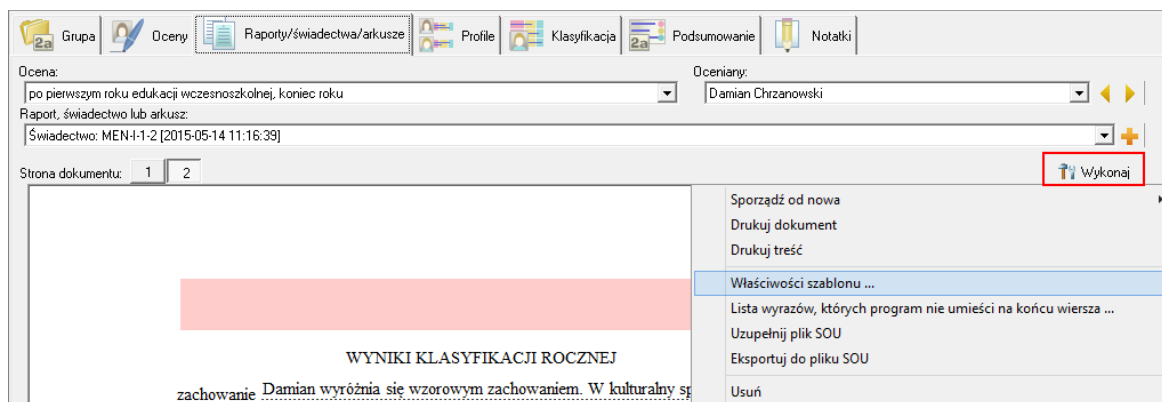 2a Grupa Oceny Raporty/świadectwa/arkusze Profile Klasyfikacja 2a Podsumowanie Notatki
Ocena: Oceniany:
po pierwszym roku edukacji wczesnoszkolnej, koniec roku Damian Chrzanowski
Raport, świadectwo lub arkusz:
Świadectwo: MEN-I-1-2 [2015-05-14 11:16:39]
Strona dokumentu: 1 2 Wykonaj
Sporządź od nowa
Drukuj dokument
Drukuj treść
Właściwości szablonu ...
Lista wyrazów, których program nie umieści na końcu wiersza ...
Uzupełnij plik SOU
Eksportuj do pliku SOU
Usuń
WYNIKI KLASYFIKACJI ROCZNEJ
zachowanie Damian wyróżnia się wzorowym zachowaniem. W kulturalny sp